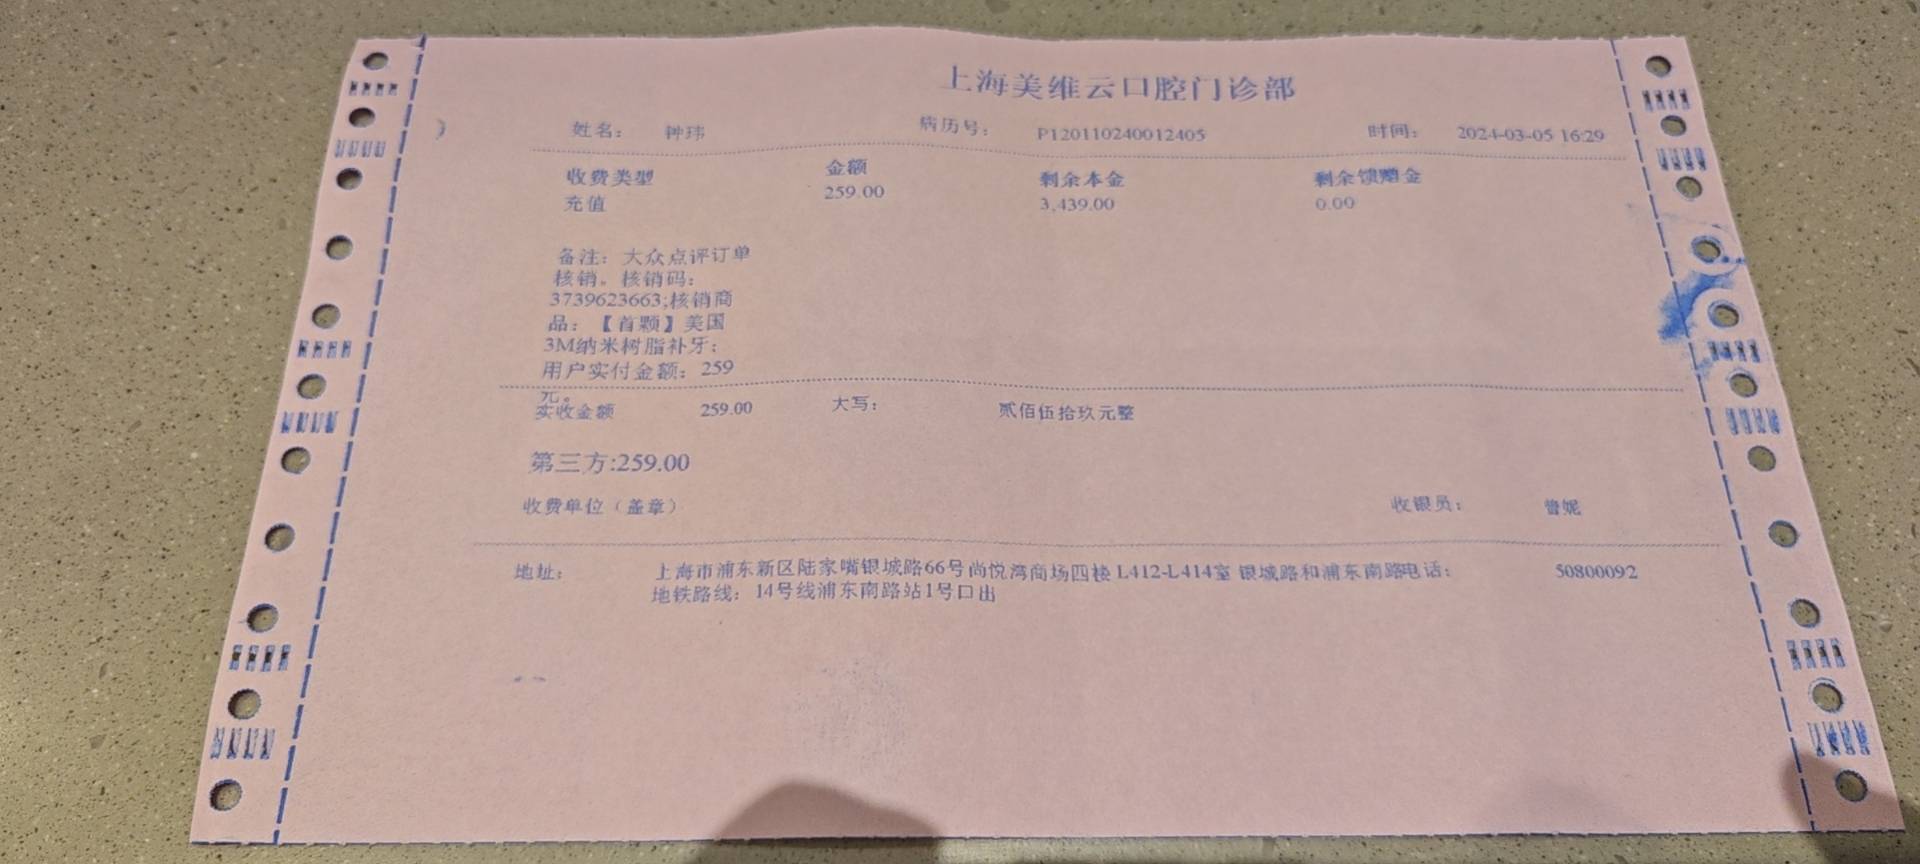 上海美维云口腔门诊部
姓名： 钟玮 病历号： P120110240012405 时间： 2024-03-05 16:29
收费类型 金额 剩余本金 剩余馈赠金
充值 259.00 3,439.00 0.00
备注：大众点评订单
核销。核销码：
3739623663;核销商
品：【首颗】美国
3M纳米树脂补牙；
用户实付金额：259
元。
实收金额 259.00 大写： 贰佰伍拾玖元整
第三方:259.00
收费单位（盖章） 收银员： 曾妮
地址： 上海市浦东新区陆家嘴银城路66号尚悦湾商场四楼 L412-L414室 银城路和浦东南路电话： 50800092
地铁路线：14号线浦东南路站1号口出